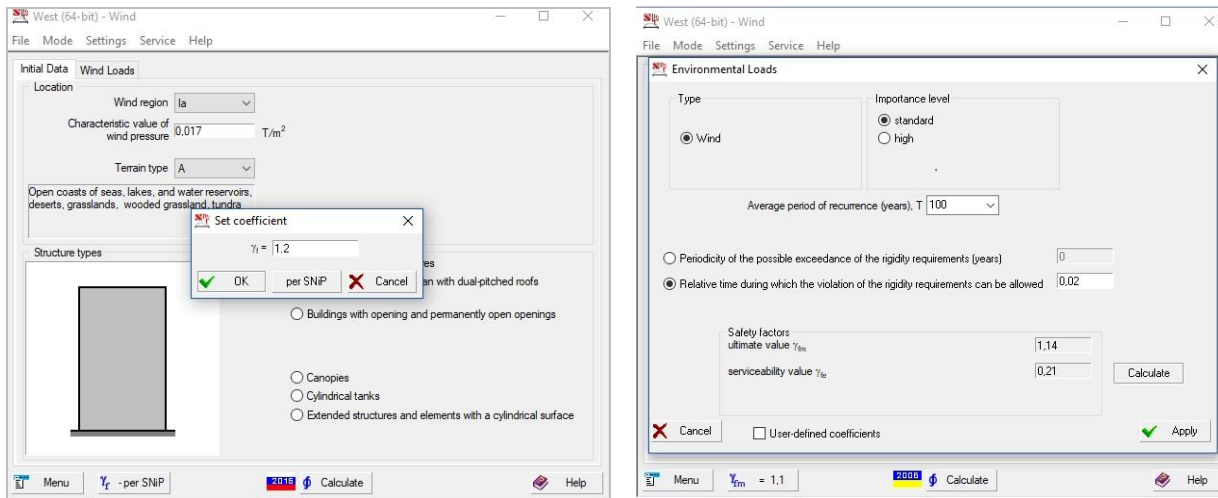 West (64-bit) - Wind
File Mode Settings Service Help
Initial Data Wind Loads
Location
Wind region Ia
Characteristic value of
wind pressure 0.017 T/m²
Terrain type A
Open coasts of seas, lakes, and water reservoirs,
deserts, grasslands, wooded grassland, tundra
Set coefficient
γf = 1.2
OK per SNiP Cancel
Structure types
an with dual-pitched roofs
Buildings with opening and permanently open openings
Canopies
Cylindrical tanks
Extended structures and elements with a cylindrical surface
Menu γf - per SNiP 2016 Calculate Help
West (64-bit) - Wind
File Mode Settings Service Help
Environmental Loads
Type
Wind
Importance level
standard
high
.
Average period of recurrence (years), T 100
Periodicity of the possible exceedance of the rigidity requirements (years) 0
Relative time during which the violation of the rigidity requirements can be allowed 0,02
Safety factors
ultimate value γfm 1,14
serviceability value γfe 0,21
Calculate
Cancel User-defined coefficients Apply
Menu γfm = 1.1 2006 Calculate Help